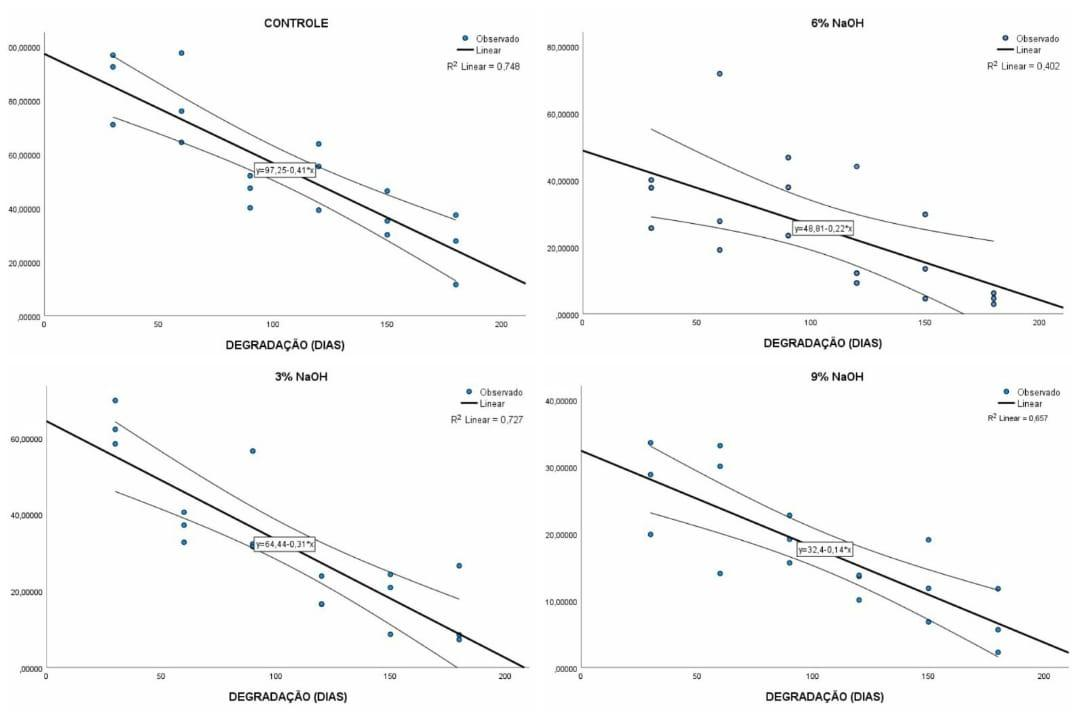 CONTROLE
Observado
Linear
R² Linear = 0,748
00,00000
80,00000
60,00000
40,00000
20,00000
,00000
y=97,25-0,41*x
0 50 100 150 200
DEGRADAÇÃO (DIAS)
6% NaOH
Observado
Linear
R² Linear = 0,402
80,00000
60,00000
40,00000
20,00000
,00000
y=48,81-0,22*x
0 50 100 150 200
DEGRADAÇÃO (DIAS)
3% NaOH
Observado
Linear
R² Linear = 0,727
60,00000
40,00000
20,00000
,00000
y=64,44-0,31*x
0 50 100 150 200
DEGRADAÇÃO (DIAS)
9% NaOH
Observado
Linear
R² Linear = 0,657
40,00000
30,00000
20,00000
10,00000
,00000
y=32,4-0,14*x
0 50 100 150 200
DEGRADAÇÃO (DIAS)